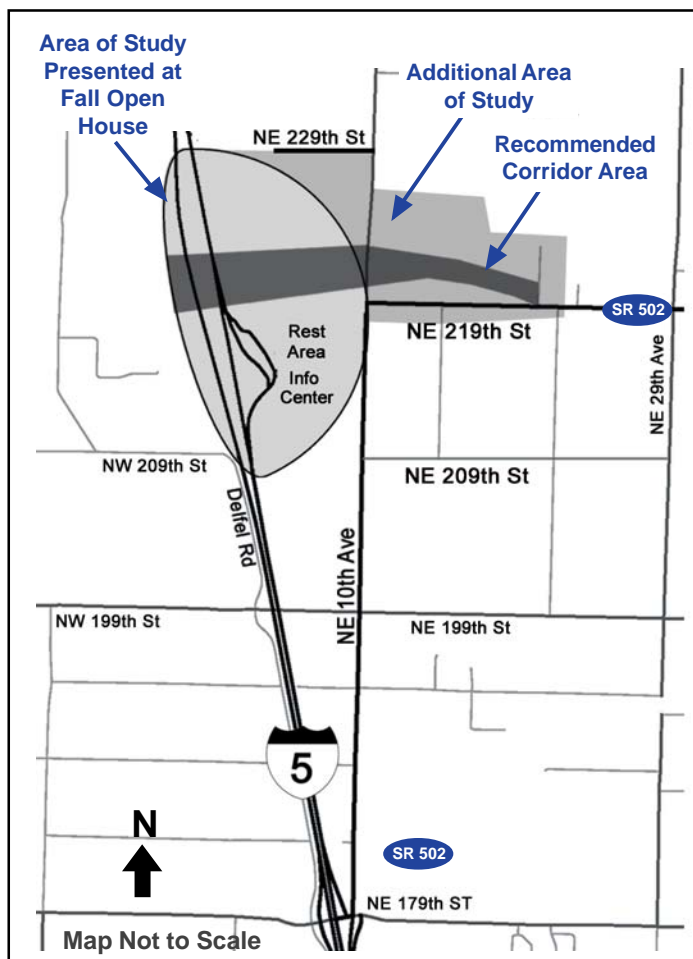 Area of Study
Presented at
Fall Open
House
Additional Area
of Study
NE 229th St
Recommended
Corridor Area
Rest
Area
Info
Center
NE 219th St
SR 502
NE 29th Ave
NW 209th St
NE 209th St
Delfel Rd
NE 10th Ave
NW 199th St
NE 199th St
5
N
SR 502
NE 179th ST
Map Not to Scale